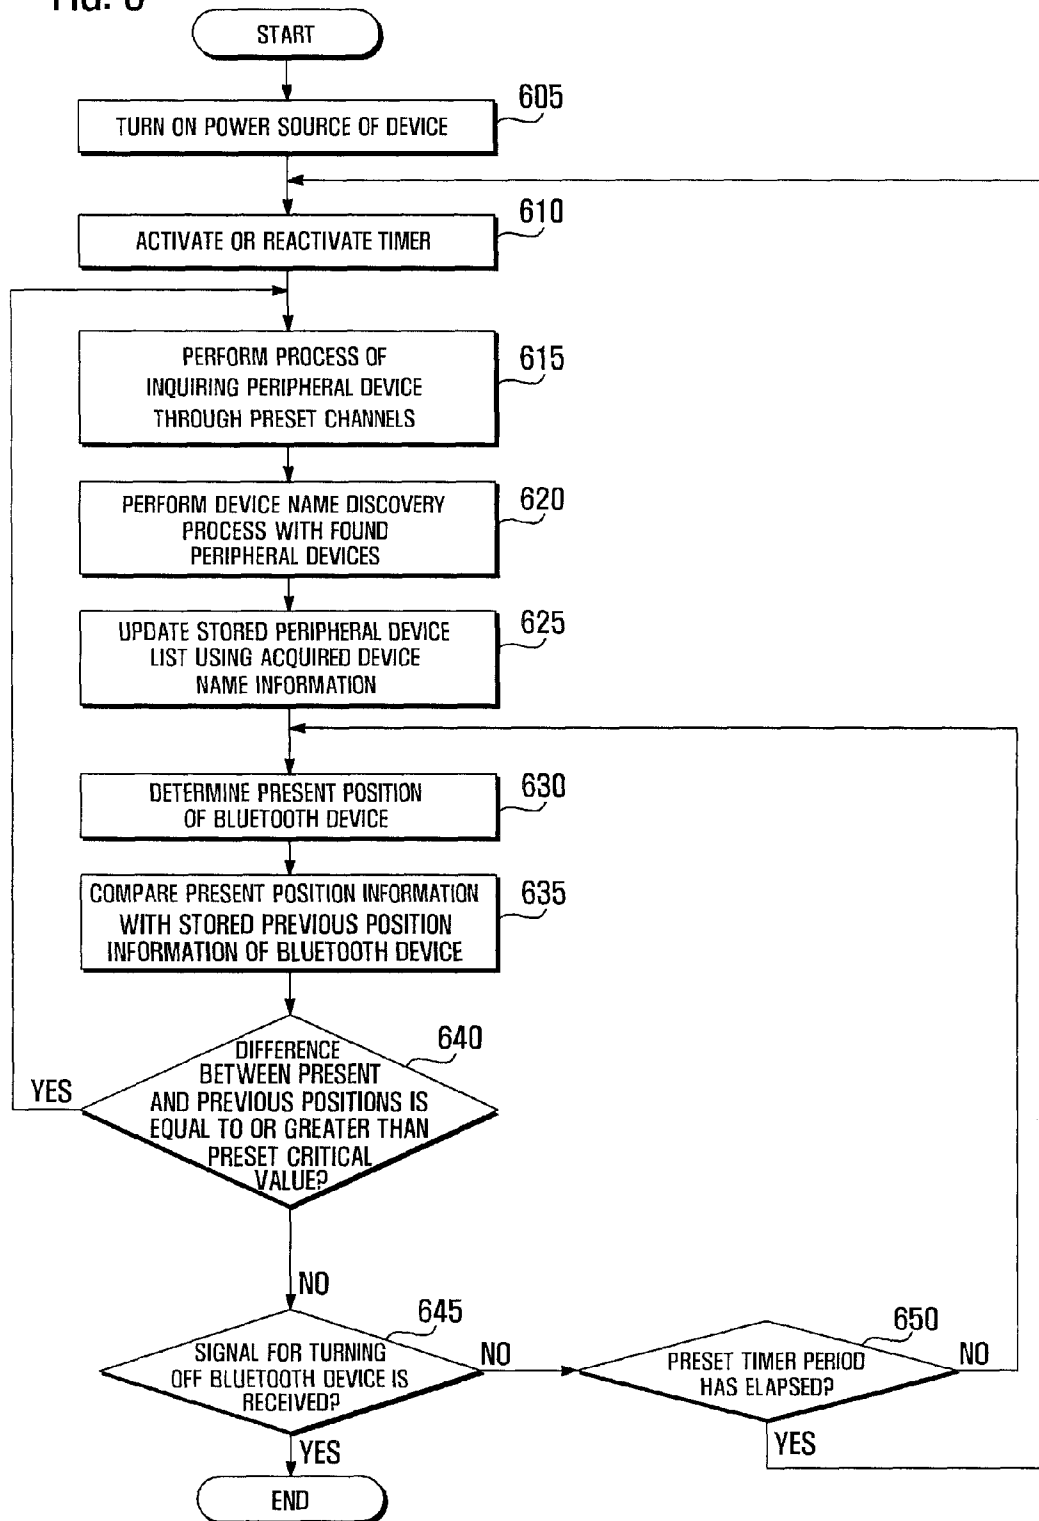 START
TURN ON POWER SOURCE OF DEVICE
605
ACTIVATE OR REACTIVATE TIMER
610
PERFORM PROCESS OF
INQUIRING PERIPHERAL DEVICE
THROUGH PRESET CHANNELS
615
PERFORM DEVICE NAME DISCOVERY
PROCESS WITH FOUND
PERIPHERAL DEVICES
620
UPDATE STORED PERIPHERAL DEVICE
LIST USING ACQUIRED DEVICE
NAME INFORMATION
625
DETERMINE PRESENT POSITION
OF BLUETOOTH DEVICE
630
COMPARE PRESENT POSITION INFORMATION
WITH STORED PREVIOUS POSITION
INFORMATION OF BLUETOOTH DEVICE
635
DIFFERENCE
BETWEEN PRESENT
AND PREVIOUS POSITIONS IS
EQUAL TO OR GREATER THAN
PRESET CRITICAL
VALUE?
640
YES
NO
SIGNAL FOR TURNING
OFF BLUETOOTH DEVICE IS
RECEIVED?
645
NO
PRESET TIMER PERIOD
HAS ELAPSED?
650
NO
YES
YES
END